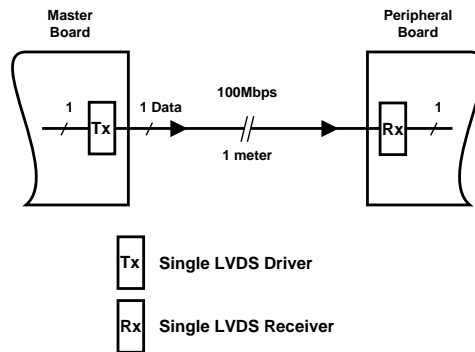 Master
Board
Peripheral
Board
1
Tx
1 Data
100Mbps
1 meter
Rx
1
Tx Single LVDS Driver
Rx Single LVDS Receiver